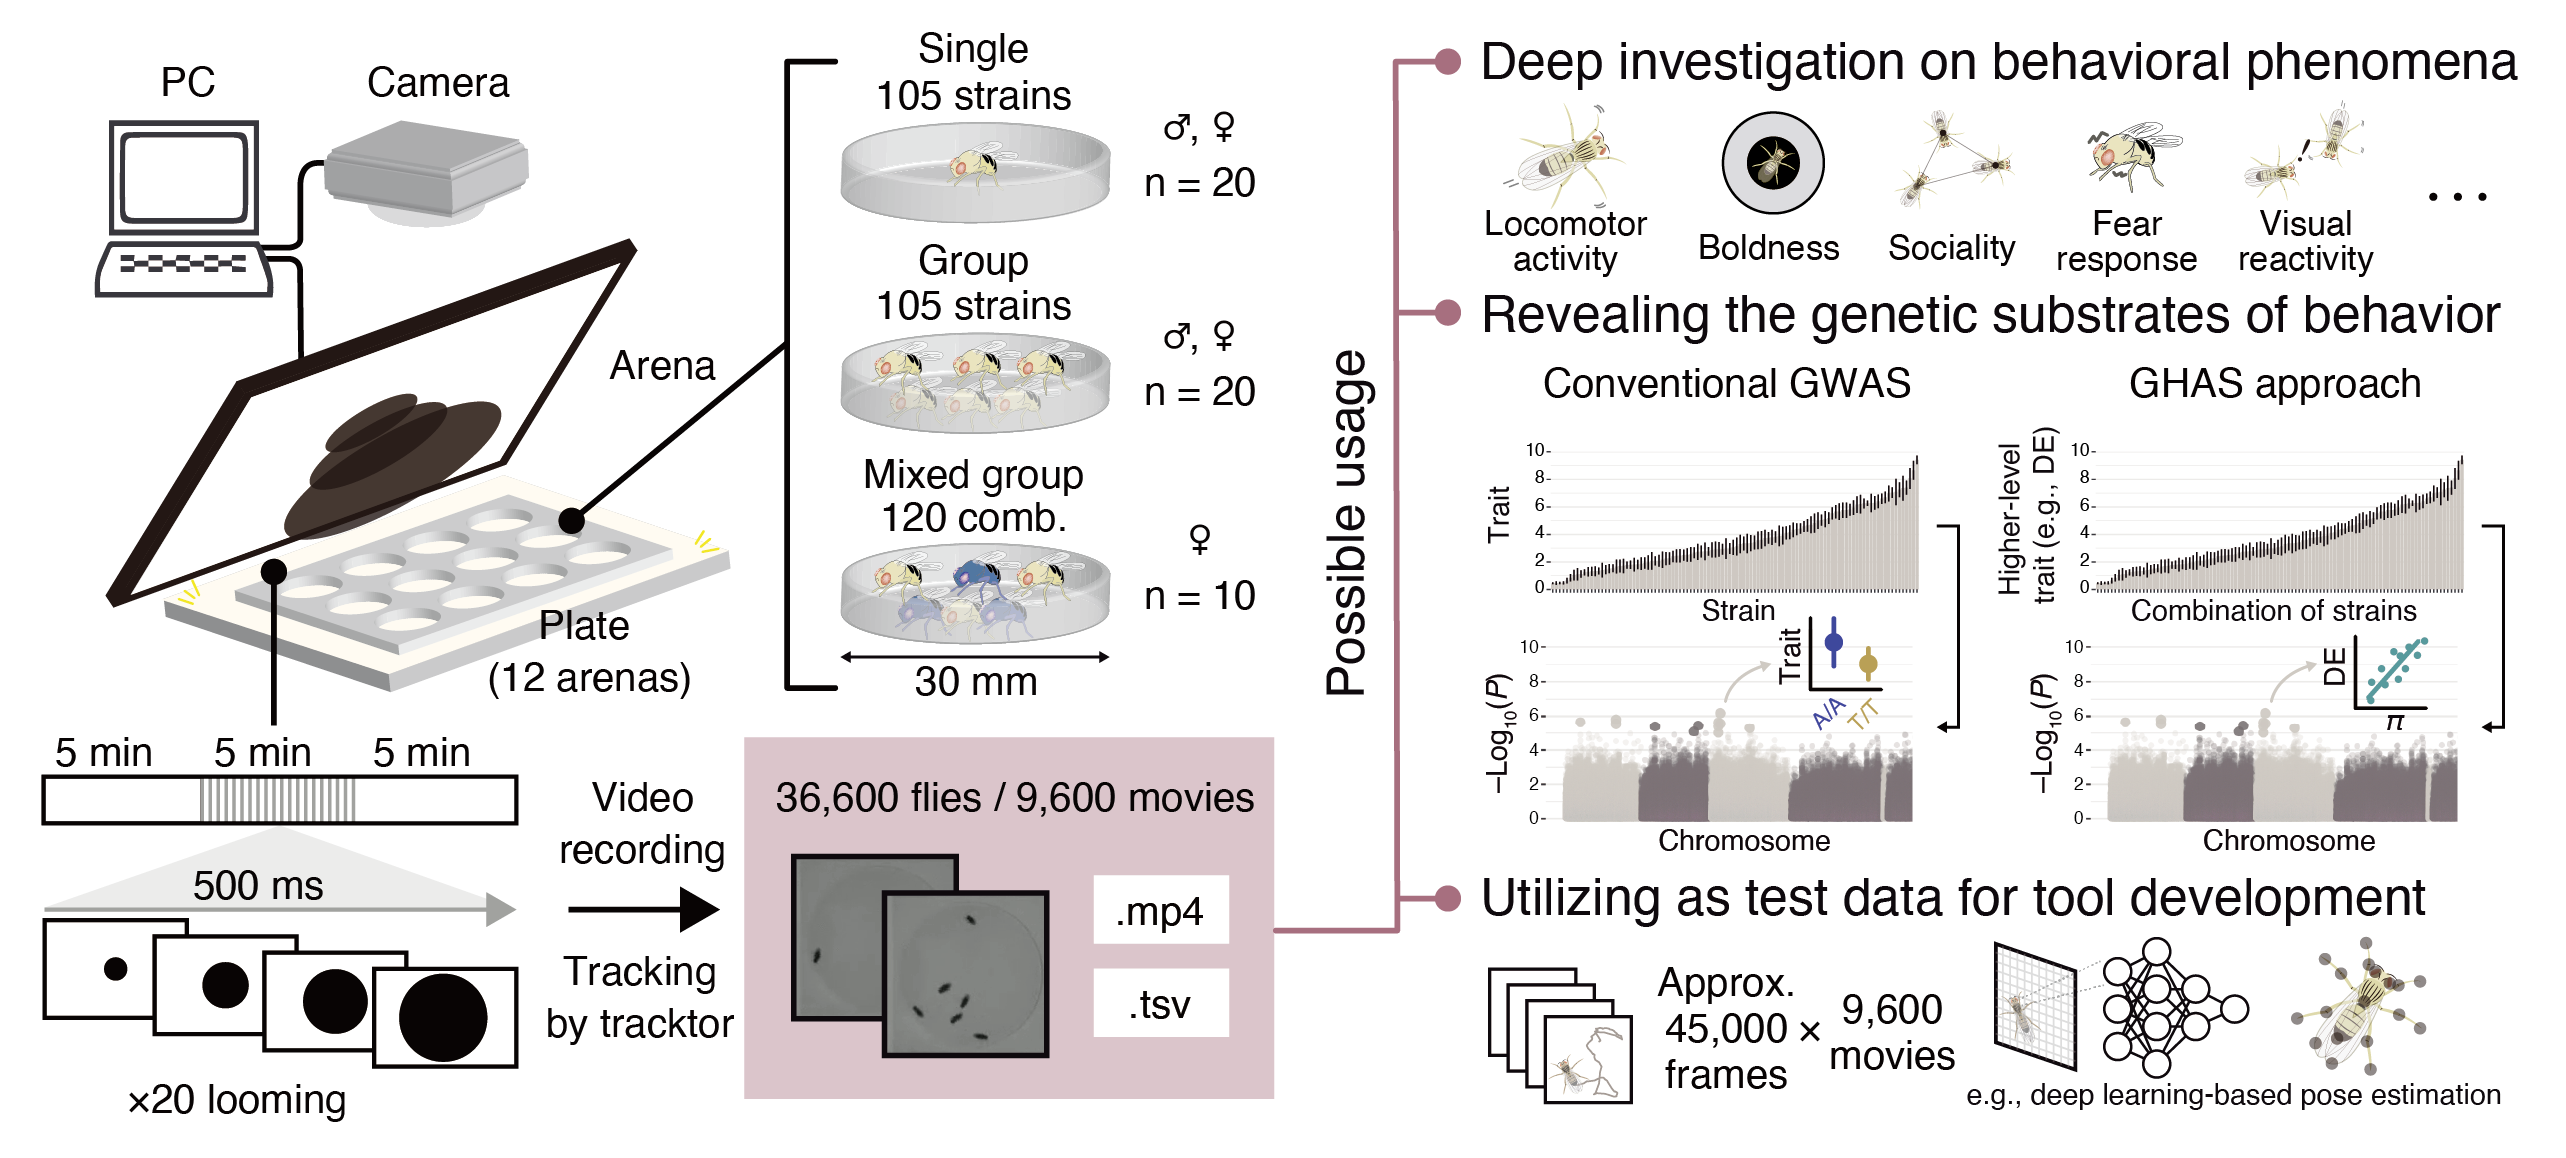 PC
Camera
Arena
Plate
(12 arenas)
5 min
5 min
5 min
500 ms
×20 looming
Single
105 strains
♂, ♀
n = 20
Group
105 strains
♂, ♀
n = 20
Mixed group
120 comb.
♀
n = 10
30 mm
Video
recording
Tracking
by tracktor
36,600 flies / 9,600 movies
.mp4
.tsv
Possible usage
Deep investigation on behavioral phenomena
Locomotor
activity
Boldness
Sociality
Fear
response
Visual
reactivity
...
Revealing the genetic substrates of behavior
Conventional GWAS
Trait
10
8
6
4
2
0
Strain
–Log10(P)
10
8
6
4
2
0
Trait
A/A
T/T
Chromosome
GHAS approach
Higher-level
trait (e.g., DE)
10
8
6
4
2
0
Combination of strains
–Log10(P)
10
8
6
4
2
0
DE
π
Chromosome
Utilizing as test data for tool development
Approx.
45,000 ×
frames
9,600
movies
e.g., deep learning-based pose estimation